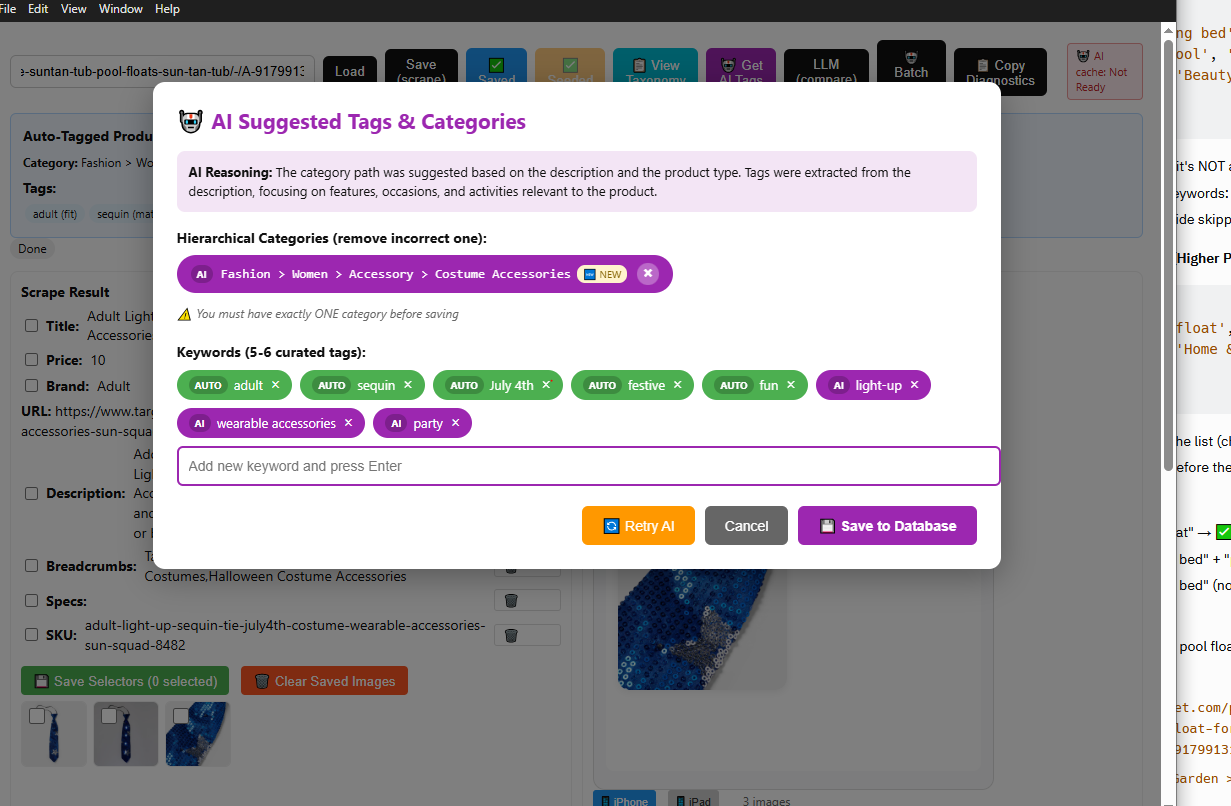 File Edit View Window Help
e-suntan-tub-pool-floats-sun-tan-tub/-/A-9179913
Load
Save
(scrape)
Saved
Seeded
View
Taxonomy
Get
AI Tags
LLM
(compare)
Batch
Copy
Diagnostics
AI
cache: Not
Ready
Auto-Tagged Produ
Category: Fashion > Wo
Tags:
adult (fit) sequin (mat
Done
AI Suggested Tags & Categories
AI Reasoning: The category path was suggested based on the description and the product type. Tags were extracted from the
description, focusing on features, occasions, and activities relevant to the product.
Hierarchical Categories (remove incorrect one):
AI Fashion > Women > Accessory > Costume Accessories NEW ×
You must have exactly ONE category before saving
Keywords (5-6 curated tags):
AUTO adult × AUTO sequin × AUTO July 4th × AUTO festive × AUTO fun × AI light-up ×
AI wearable accessories × AI party ×
Add new keyword and press Enter
Retry AI Cancel Save to Database
Scrape Result
Title: Adult Light
Accessorie
Price: 10
Brand: Adult
URL: https://www.targ
accessories-sun-squa
Description:
Acc
and
or b
Breadcrumbs:
Costumes,Halloween Costume Accessories
Specs:
SKU: adult-light-up-sequin-tie-july4th-costume-wearable-accessories-
sun-squad-8482
Save Selectors (0 selected) Clear Saved Images
iPhone iPad 3 images
ng bed'
ool', '
'Beauty
it's NOT a
eywords:
ide skipp
Higher P
float',
'Home &
he list (c
efore the
at" →
bed" + "
bed" (no
pool floa
et.com/p
loat-for
9179913
Garden >